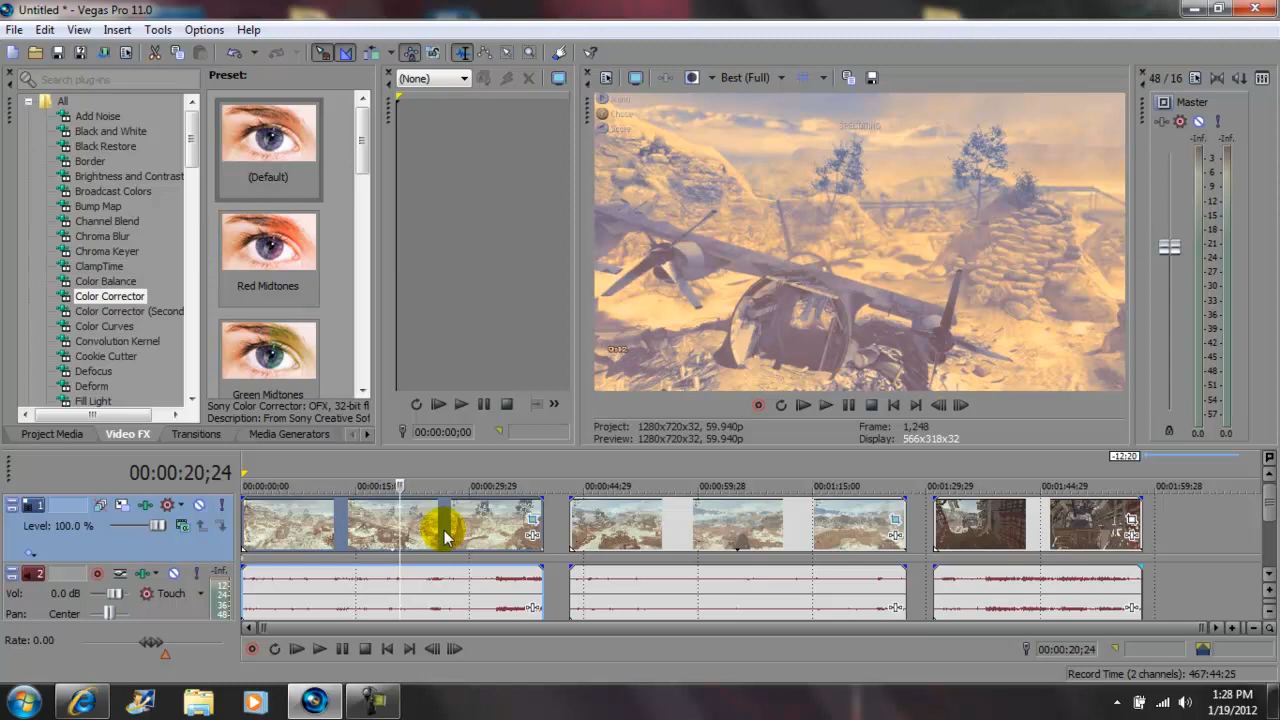 Untitled * - Vegas Pro 11.0
File Edit View Insert Tools Options Help
Search plug-ins
Preset:
(None)
Best (Full)
48 / 16
All
Add Noise
Black and White
Black Restore
Border
Brightness and Contrast
Broadcast Colors
Bump Map
Channel Blend
Chroma Blur
Chroma Keyer
ClampTime
Color Balance
Color Corrector
Color Corrector (Second
Color Curves
Convolution Kernel
Cookie Cutter
Defocus
Deform
Fill Light
(Default)
Red Midtones
Green Midtones
Sony Color Corrector: OFX, 32-bit fl
Description: From Sony Creative Sof
Project Media Video FX Transitions Media Generators
00:00:00;00
Project: 1280x720x32, 59.940p
Preview: 1280x720x32, 59.940p
Frame: 1,248
Display: 566x318x32
Master
-Inf. -Inf.
3
6
9
12
15
18
21
24
27
30
33
36
39
42
45
48
51
54
57
0.0 0.0
-12:20
00:00:20;24
00:00:00:00 00:00:15: 00:00:29:29 00:00:44:29 00:00:59:28 00:01:15:00 00:01:29:29 00:01:44:29 00:01:59:28
1
Level: 100.0 %
2
-Inf.
Vol: 0.0 dB Touch
Pan: Center
12
24
36
48
Rate: 0.00
00:00:20;24
Record Time (2 channels): 467:44:25
1:28 PM
1/19/2012